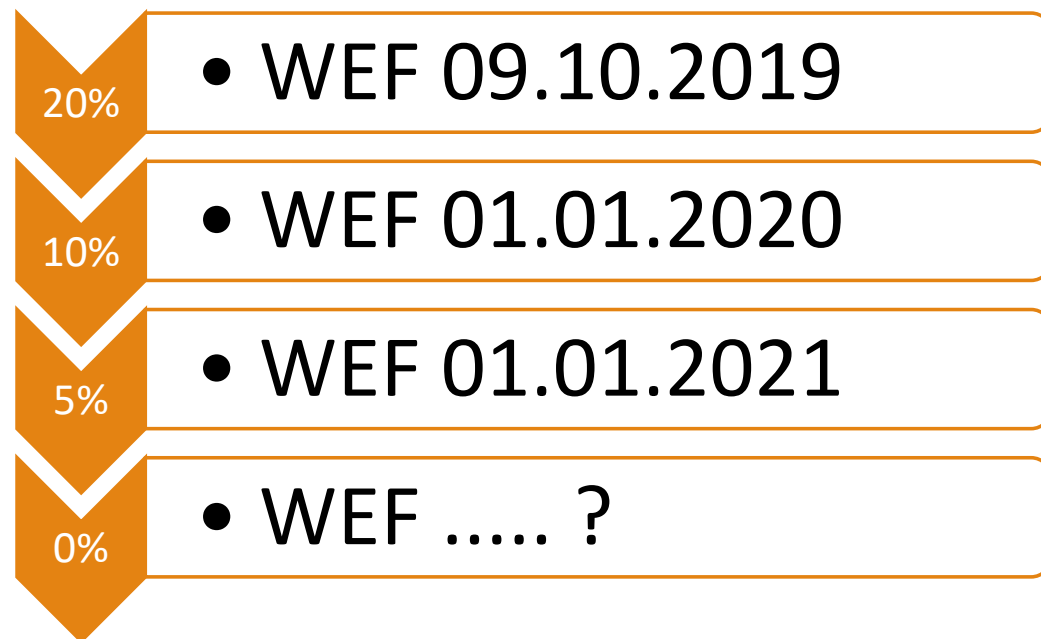 20%
• WEF 09.10.2019
10%
• WEF 01.01.2020
5%
• WEF 01.01.2021
0%
• WEF ..... ?